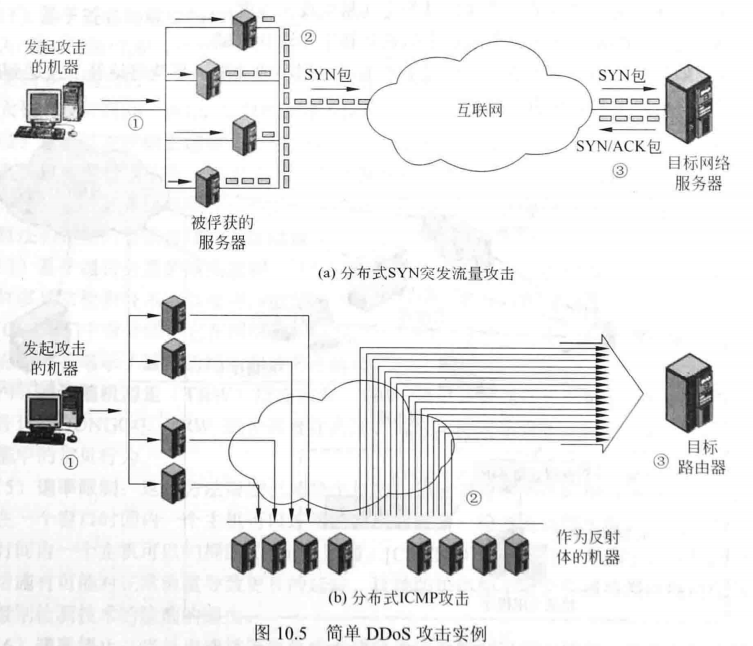 发起攻击
的机器
①
②
SYN包
互联网
SYN包
SYN/ACK包
③
目标网络
服务器
被俘获的
服务器
(a) 分布式SYN突发流量攻击
发起攻击
的机器
①
②
③
目标
路由器
作为反射
体的机器
(b) 分布式ICMP攻击
图 10.5 简单 DDoS 攻击实例